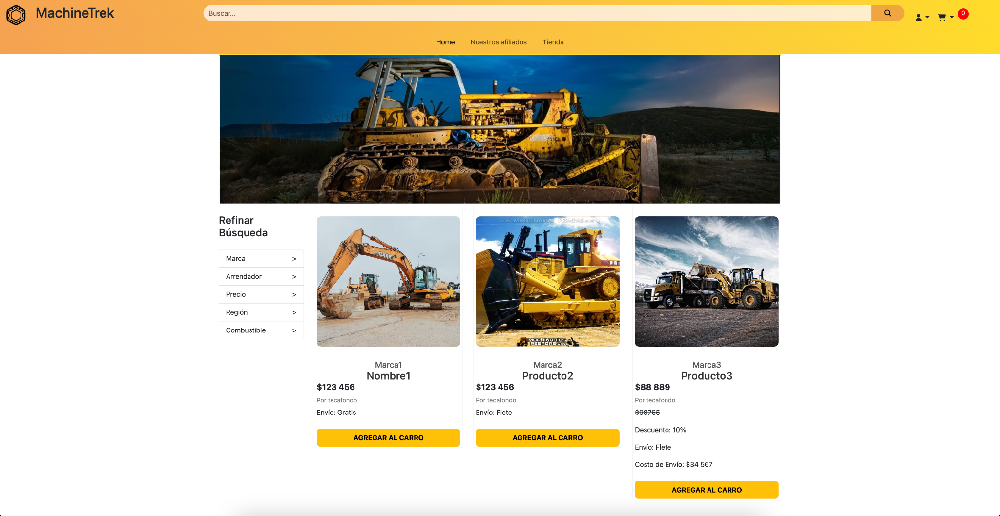 MachineTrek
Buscar...
0
Home
Nuestros afiliados
Tienda
Refinar
Búsqueda
Marca >
Arrendador >
Precio >
Región >
Combustible >
CASE
Marca1
Nombre1
$123 456
Por tecafondo
Envío: Gratis
AGREGAR AL CARRO
www.MAQUINARIAS PESADAS.org
D11R
MAQUINARIAS
PESADAS.ORG
Marca2
Producto2
$123 456
Por tecafondo
Envío: Flete
AGREGAR AL CARRO
CAT
Marca3
Producto3
$88 889
Por tecafondo
$98765
Descuento: 10%
Envío: Flete
Costo de Envío: $34 567
AGREGAR AL CARRO